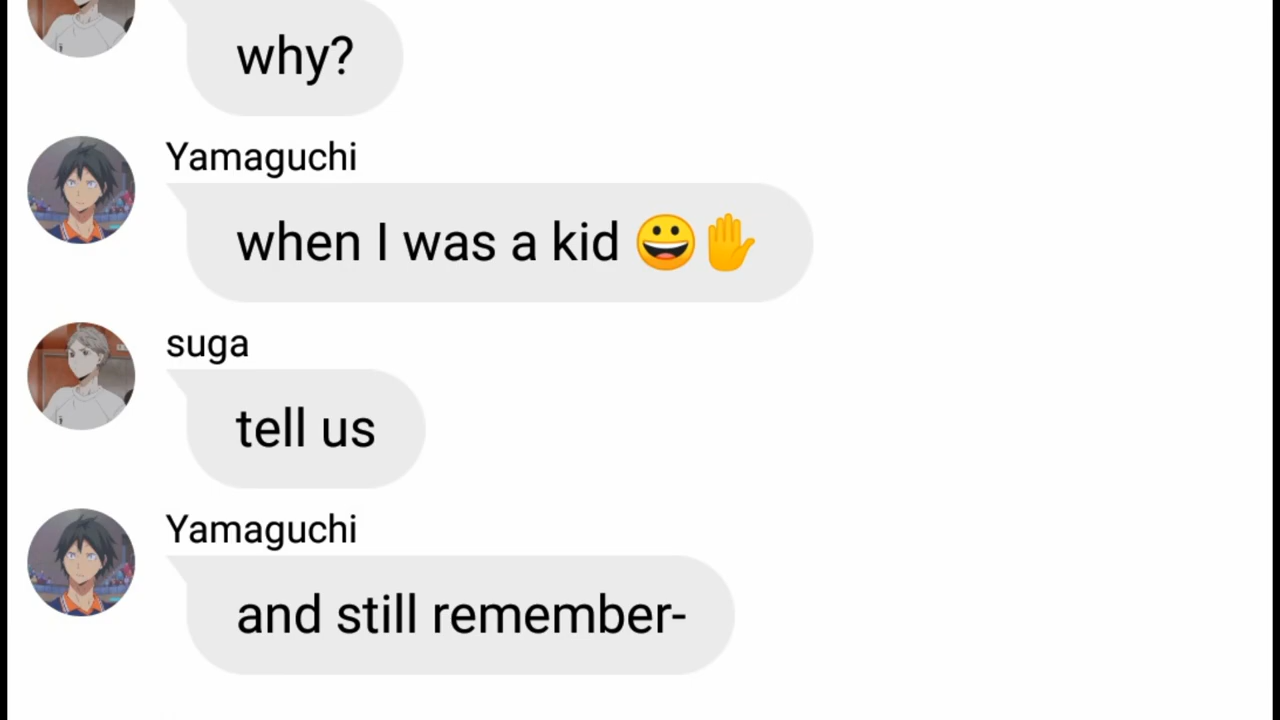 why?
Yamaguchi
when I was a kid 😀✋
suga
tell us
Yamaguchi
and still remember-